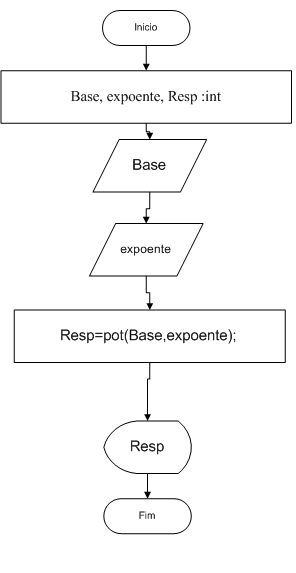 Inicio
Base, expoente, Resp :int
Base
expoente
Resp=pot(Base,expoente);
Resp
Fim